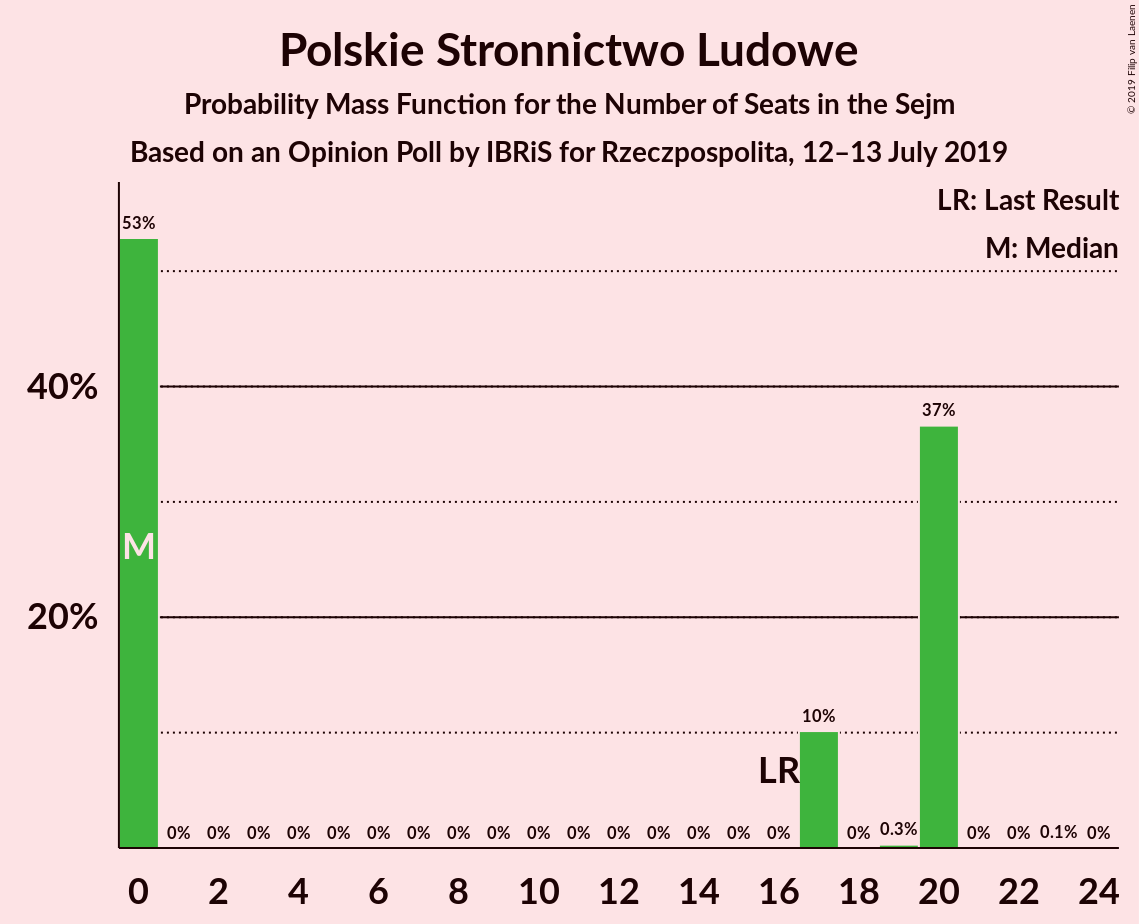 Polskie Stronnictwo Ludowe
Probability Mass Function for the Number of Seats in the Sejm
Based on an Opinion Poll by IBRiS for Rzeczpospolita, 12–13 July 2019
© 2019 Filip van Laenen
LR: Last Result
M: Median
53%
40%
37%
M
20%
10%
LR
0% 0% 0% 0% 0% 0% 0% 0% 0% 0% 0% 0% 0% 0% 0% 0% 0% 0.3% 0% 0% 0.1% 0%
0 2 4 6 8 10 12 14 16 18 20 22 24